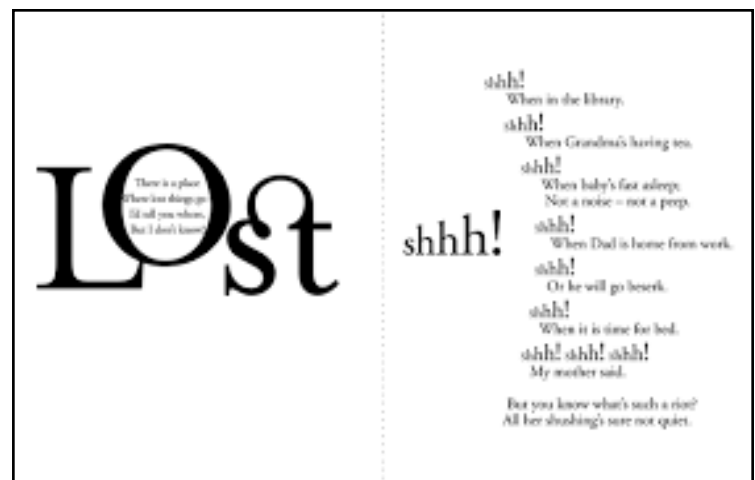 Lost
There is a place
Where lost things go
I'd tell you where,
But I don't know!
shhh!
shhh!
When in the library.
shhh!
When Grandma's having tea.
shhh!
When baby's fast asleep;
Not a noise – not a peep.
shhh!
When Dad is home from work.
shhh!
Or he will go beserk.
shhh!
When it is time for bed.
shhh! shhh! shhh!
My mother said.
But you know what's such a riot?
All her shushing's sure not quiet.